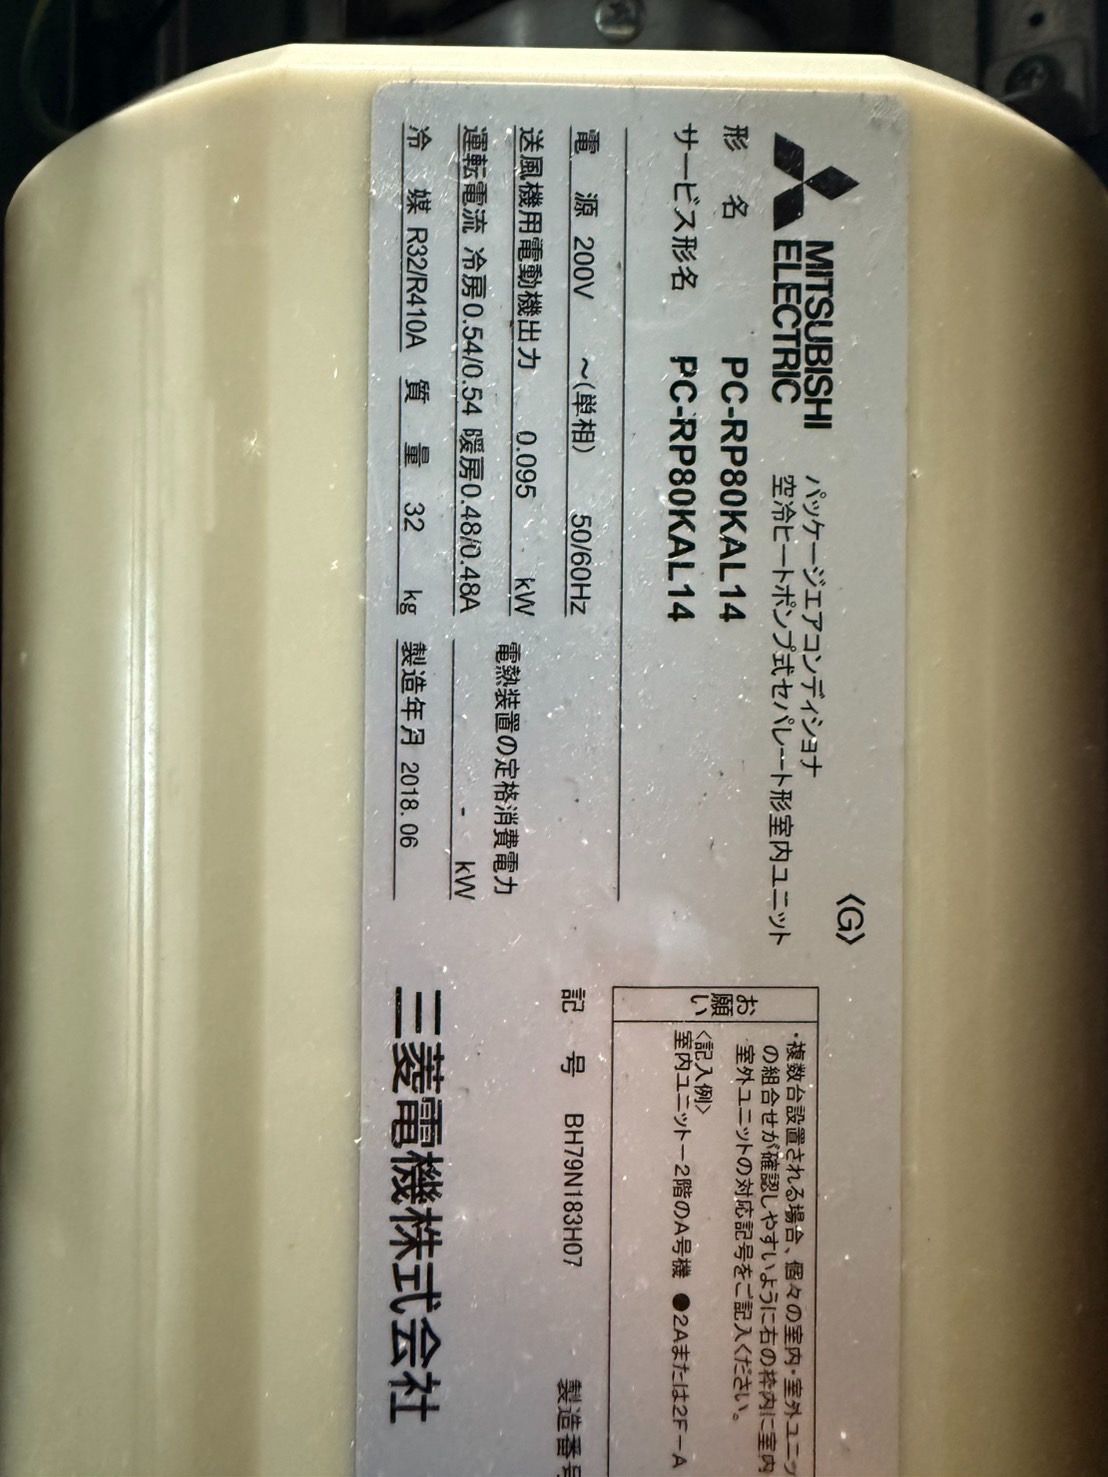 MITSUBISHI
ELECTRIC
〈G〉
パッケージエアコンディショナ
空冷ヒートポンプ式セパレート形室内ユニット
形 名 PC-RP80KAL14
サービス形名 PC-RP80KAL14
電 源 200V ～(単相) 50/60Hz
送風機用電動機出力 0.095 kW
電熱装置の定格消費電力
運転電流 冷房0.54/0.54 暖房0.48/0.48A
- kW
冷 媒 R32/R410A 質 量 32 kg 製造年月 2018.06
お願い
・複数台設置される場合、個々の室内・室外ユニッ
の組合せが確認しやすいように右の枠内に室内
室外ユニットの対応記号をご記入ください。
〈記入例〉
室内ユニットー2階のA号機 ●2Aまたは2F－A
記 号 BH79N183H07 製造番号
三菱電機株式会社